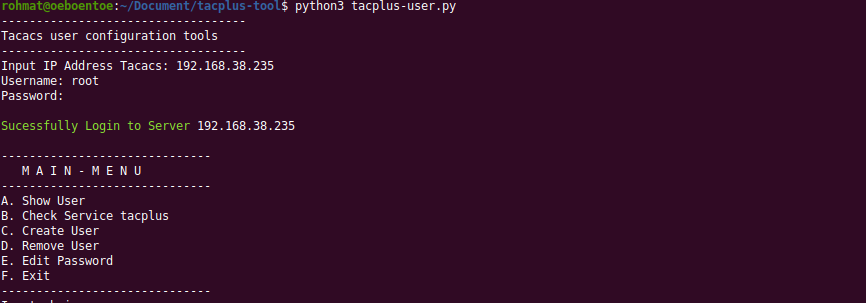 rohmat@oeboentoe:~/Document/tacplus-tool$ python3 tacplus-user.py
-----------------------------------
Tacacs user configuration tools
-----------------------------------
Input IP Address Tacacs: 192.168.38.235
Username: root
Password:
Sucessfully Login to Server 192.168.38.235
------------------------------
M A I N - M E N U
------------------------------
A. Show User
B. Check Service tacplus
C. Create User
D. Remove User
E. Edit Password
F. Exit
------------------------------